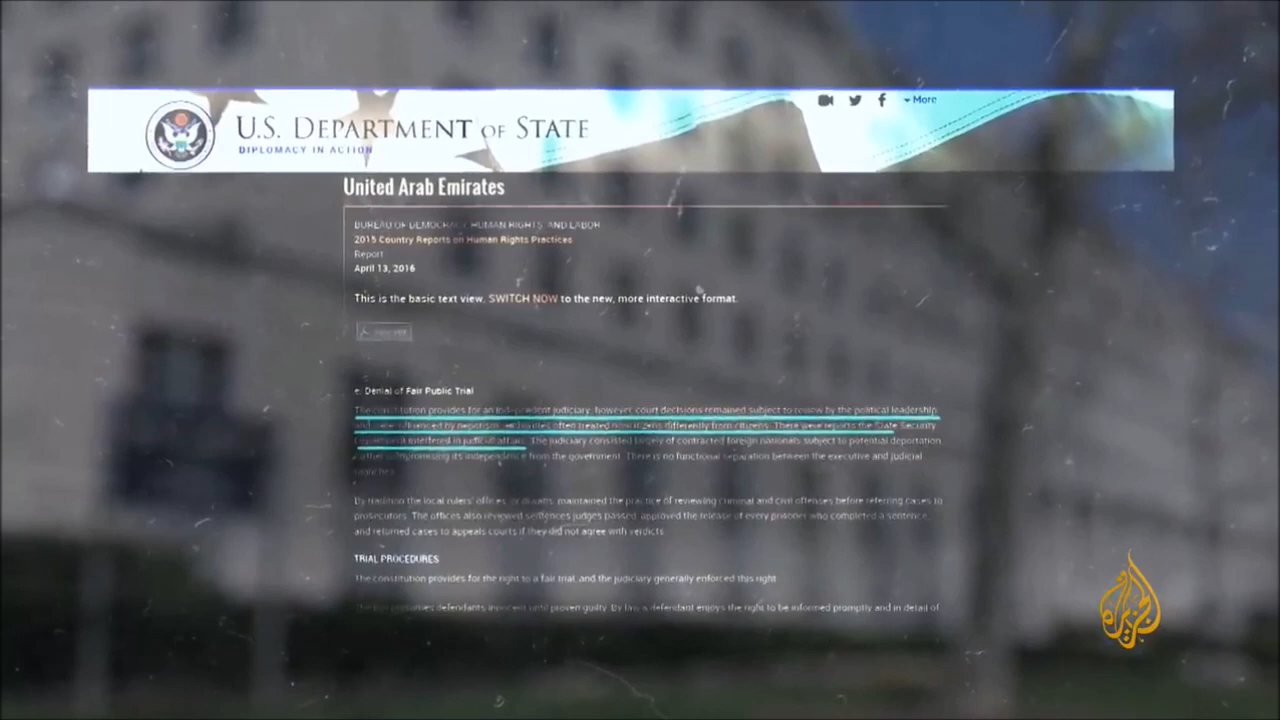 More
U.S. DEPARTMENT OF STATE
DIPLOMACY IN ACTION
United Arab Emirates
BUREAU OF DEMOCRACY, HUMAN RIGHTS, AND LABOR
2015 Country Reports on Human Rights Practices
Report
April 13, 2016
This is the basic text view. SWITCH NOW to the new, more interactive format.
e. Denial of Fair Public Trial
The constitution provides for an independent judiciary; however, court decisions remained subject to review by the political leadership
and were influenced by nepotism, as authorities often treated noncitizens differently from citizens. There were reports the State Security
Department interfered in judicial affairs. The judiciary consisted largely of contracted foreign nationals subject to potential deportation,
further compromising its independence from the government. There is no functional separation between the executive and judicial
branches.
By tradition the local rulers' offices, or diwans, maintained the practice of reviewing criminal and civil offenses before referring cases to
prosecutors. The offices also reviewed sentences judges passed, approved the release of every prisoner who completed a sentence,
and returned cases to appeals courts if they did not agree with verdicts.
TRIAL PROCEDURES
The constitution provides for the right to a fair trial, and the judiciary generally enforced this right.
presumes defendants innocent until proven guilty. By law a defendant enjoys the right to be informed promptly and in detail of
الجزيرة